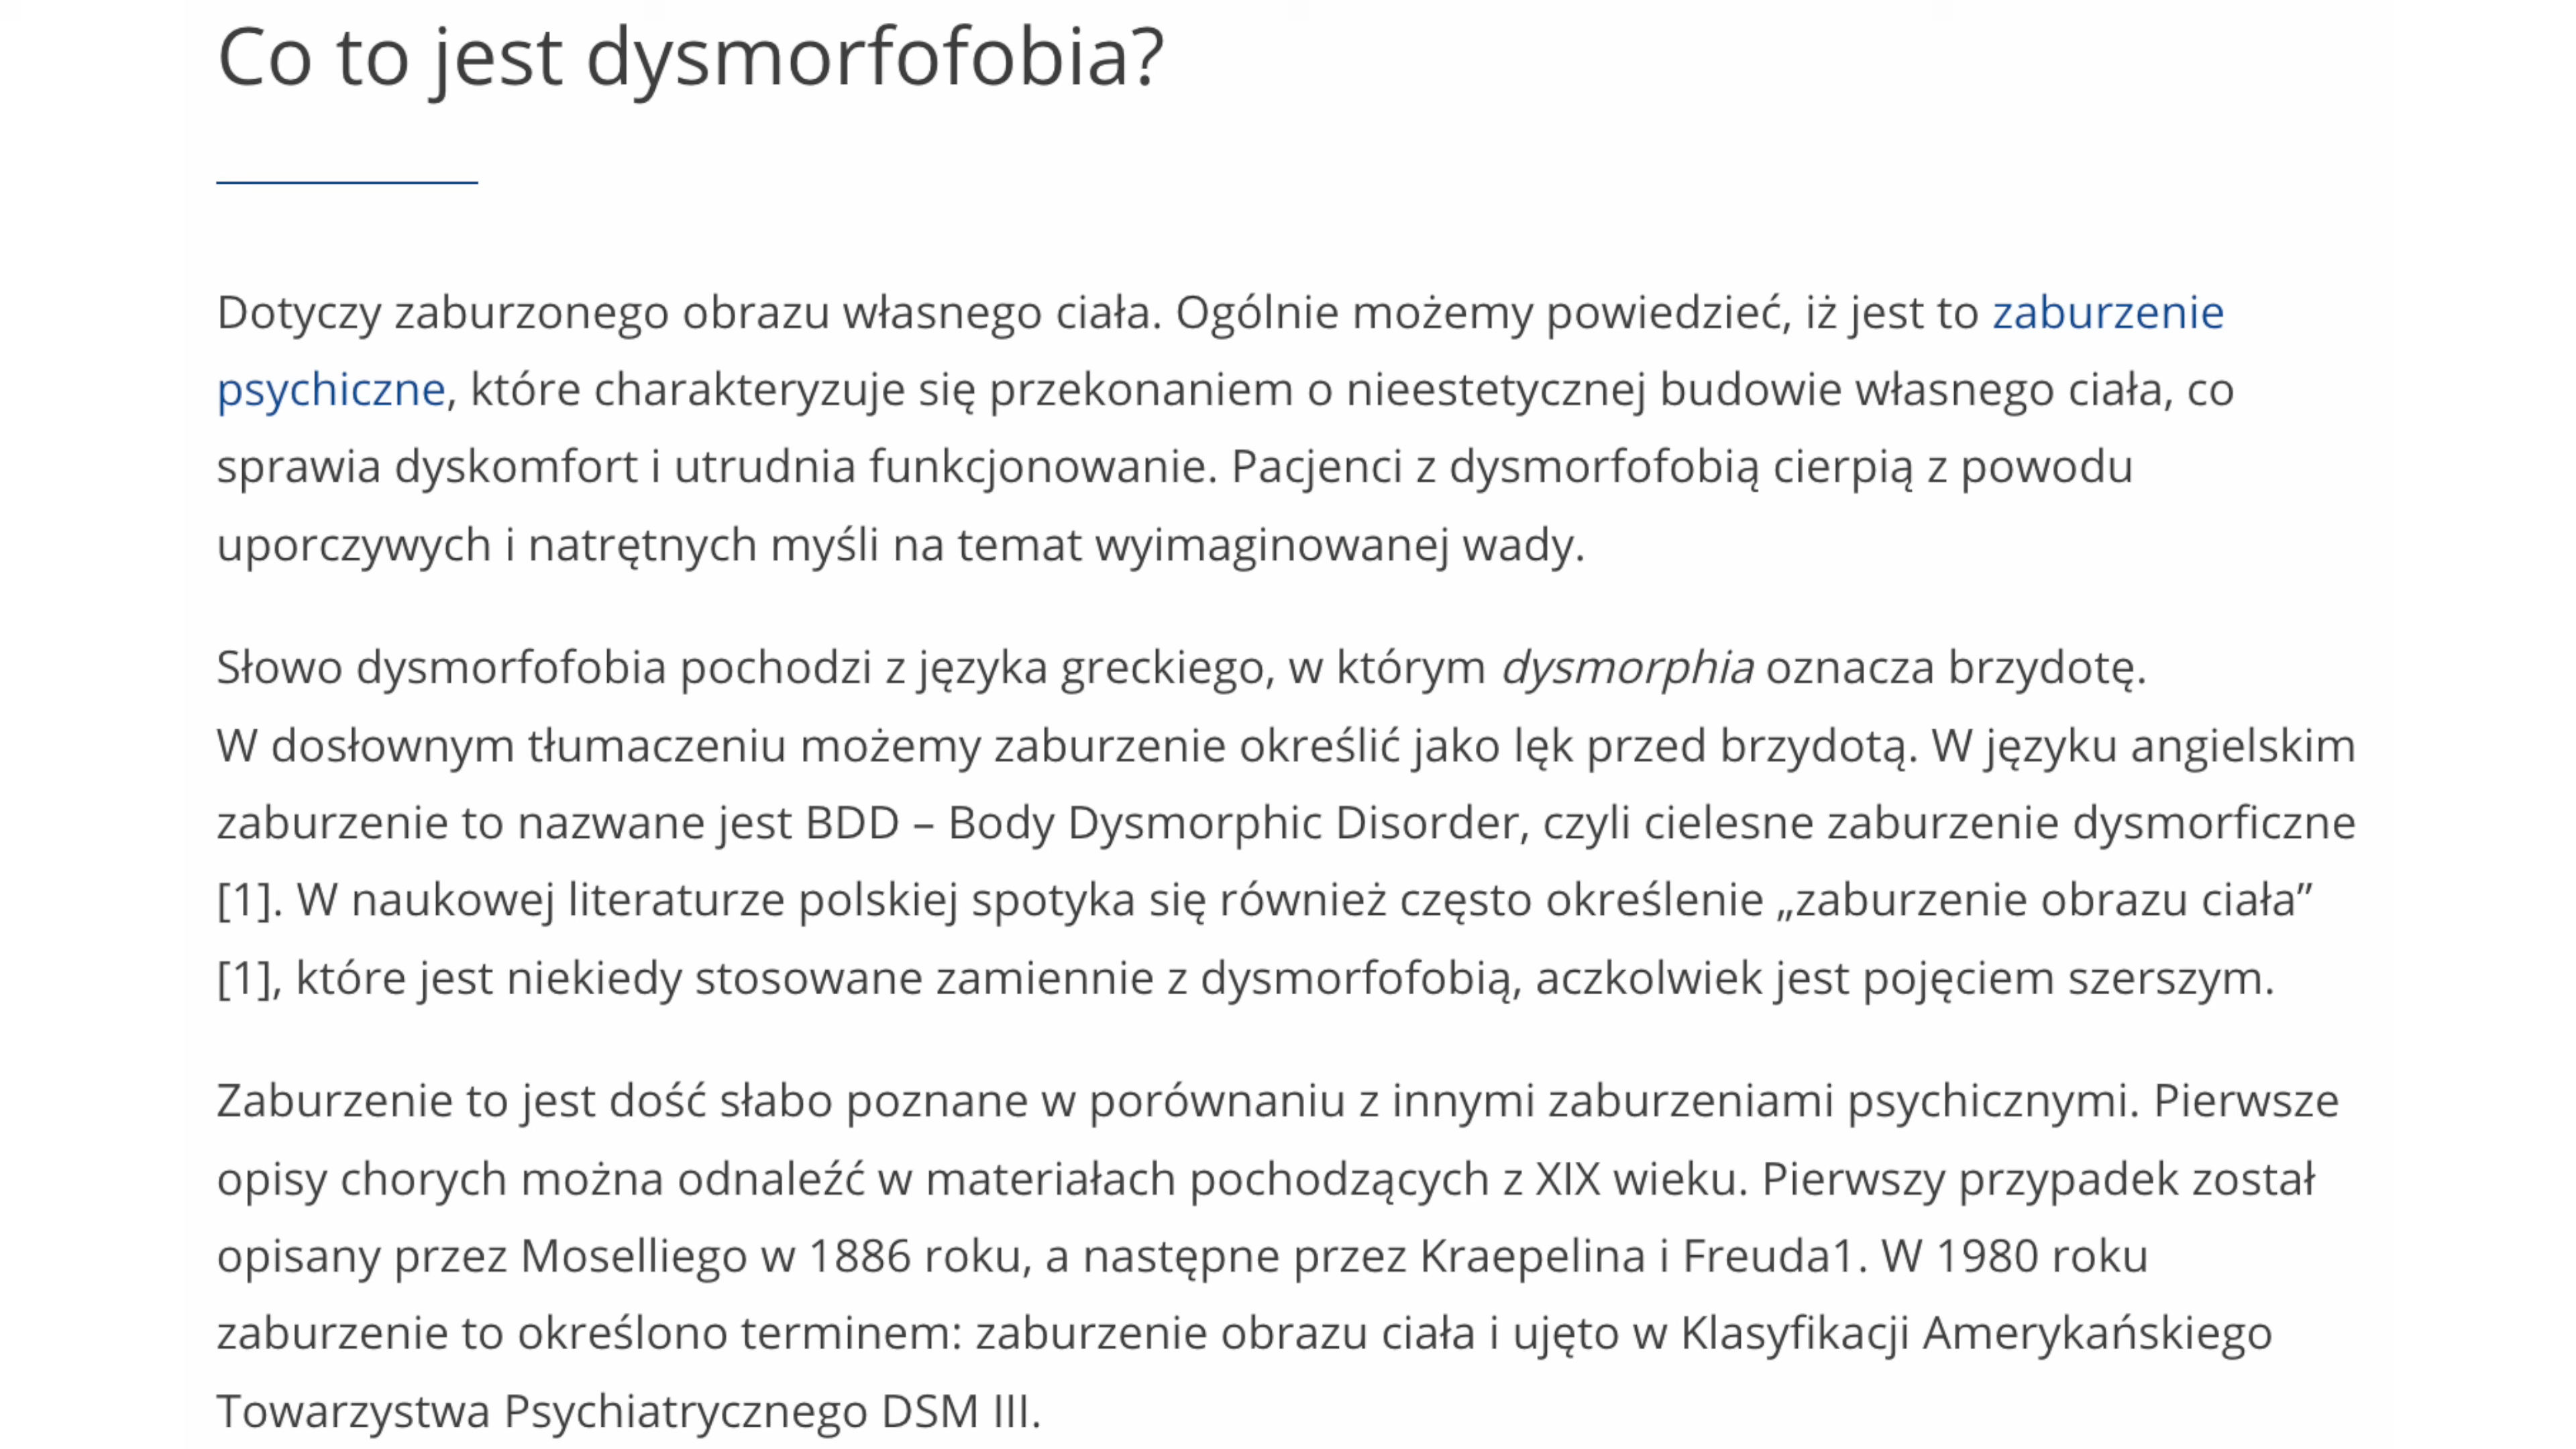 Co to jest dysmorfofobia?
Dotyczy zaburzonego obrazu własnego ciała. Ogólnie możemy powiedzieć, iż jest to zaburzenie
psychiczne, które charakteryzuje się przekonaniem o nieestetycznej budowie własnego ciała, co
sprawia dyskomfort i utrudnia funkcjonowanie. Pacjenci z dysmorfofobią cierpią z powodu
uporczywych i natrętnych myśli na temat wyimaginowanej wady.
Słowo dysmorfofobia pochodzi z języka greckiego, w którym dysmorphia oznacza brzydotę.
W dosłownym tłumaczeniu możemy zaburzenie określić jako lęk przed brzydotą. W języku angielskim
zaburzenie to nazwane jest BDD – Body Dysmorphic Disorder, czyli cielesne zaburzenie dysmorficzne
[1]. W naukowej literaturze polskiej spotyka się również często określenie „zaburzenie obrazu ciała”
[1], które jest niekiedy stosowane zamiennie z dysmorfofobią, aczkolwiek jest pojęciem szerszym.
Zaburzenie to jest dość słabo poznane w porównaniu z innymi zaburzeniami psychicznymi. Pierwsze
opisy chorych można odnaleźć w materiałach pochodzących z XIX wieku. Pierwszy przypadek został
opisany przez Moselliego w 1886 roku, a następne przez Kraepelina i Freuda1. W 1980 roku
zaburzenie to określono terminem: zaburzenie obrazu ciała i ujęto w Klasyfikacji Amerykańskiego
Towarzystwa Psychiatrycznego DSM III.